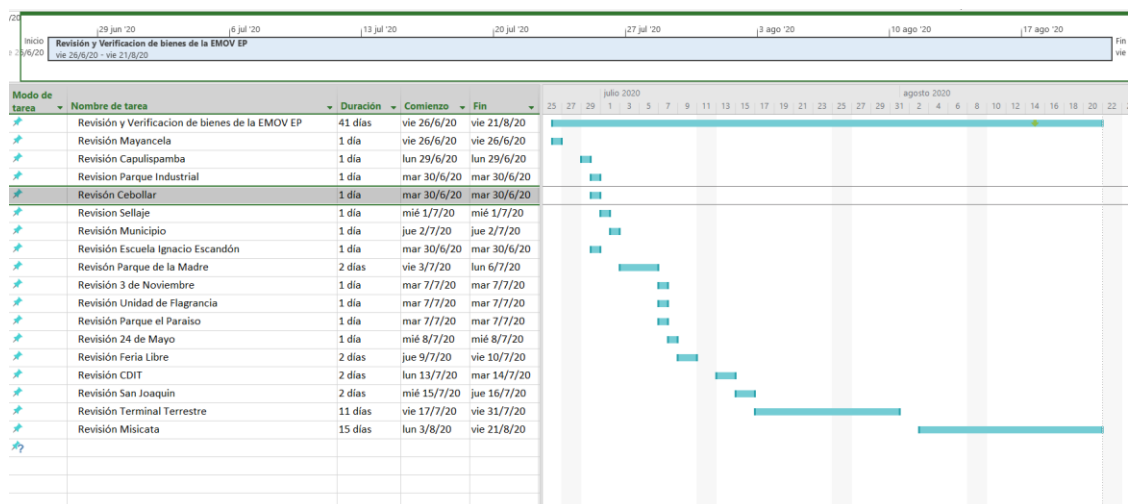 /20
29 jun '20 6 jul '20 13 jul '20 20 jul '20 27 jul '20 3 ago '20 10 ago '20 17 ago '20
Inicio Revisión y Verificacion de bienes de la EMOV EP Fin
vie 26/6/20 - vie 21/8/20 vie
Modo de tarea Nombre de tarea Duración Comienzo Fin julio 2020 agosto 2020
25 27 29 1 3 5 7 9 11 13 15 17 19 21 23 25 27 29 31 2 4 6 8 10 12 14 16 18 20 22
Revisión y Verificacion de bienes de la EMOV EP 41 días vie 26/6/20 vie 21/8/20
Revisión Mayancela 1 día vie 26/6/20 vie 26/6/20
Revisión Capulispamba 1 día lun 29/6/20 lun 29/6/20
Revision Parque Industrial 1 día mar 30/6/20 mar 30/6/20
Revisón Cebollar 1 día mar 30/6/20 mar 30/6/20
Revision Sellaje 1 día mié 1/7/20 mié 1/7/20
Revisión Municipio 1 día jue 2/7/20 jue 2/7/20
Revisión Escuela Ignacio Escandón 1 día mar 30/6/20 mar 30/6/20
Revisón Parque de la Madre 2 días vie 3/7/20 lun 6/7/20
Revisión 3 de Noviembre 1 día mar 7/7/20 mar 7/7/20
Revisión Unidad de Flagrancia 1 día mar 7/7/20 mar 7/7/20
Revisión Parque el Paraiso 1 día mar 7/7/20 mar 7/7/20
Revisión 24 de Mayo 1 día mié 8/7/20 mié 8/7/20
Revisión Feria Libre 2 días jue 9/7/20 vie 10/7/20
Revisión CDIT 2 días lun 13/7/20 mar 14/7/20
Revisión San Joaquin 2 días mié 15/7/20 jue 16/7/20
Revisión Terminal Terrestre 11 días vie 17/7/20 vie 31/7/20
Revisión Misicata 15 días lun 3/8/20 vie 21/8/20